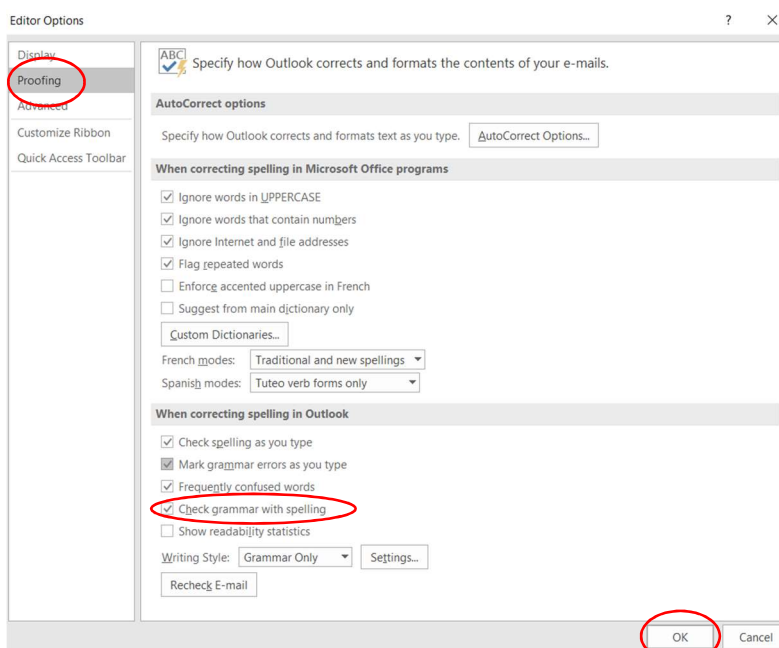 Editor Options
?
Display
Proofing
Advanced
Customize Ribbon
Quick Access Toolbar
ABC
Specify how Outlook corrects and formats the contents of your e-mails.
AutoCorrect options
Specify how Outlook corrects and formats text as you type. AutoCorrect Options...
When correcting spelling in Microsoft Office programs
Ignore words in UPPERCASE
Ignore words that contain numbers
Ignore Internet and file addresses
Flag repeated words
Enforce accented uppercase in French
Suggest from main dictionary only
Custom Dictionaries...
French modes: Traditional and new spellings
Spanish modes: Tuteo verb forms only
When correcting spelling in Outlook
Check spelling as you type
Mark grammar errors as you type
Frequently confused words
Check grammar with spelling
Show readability statistics
Writing Style: Grammar Only Settings...
Recheck E-mail
OK Cancel